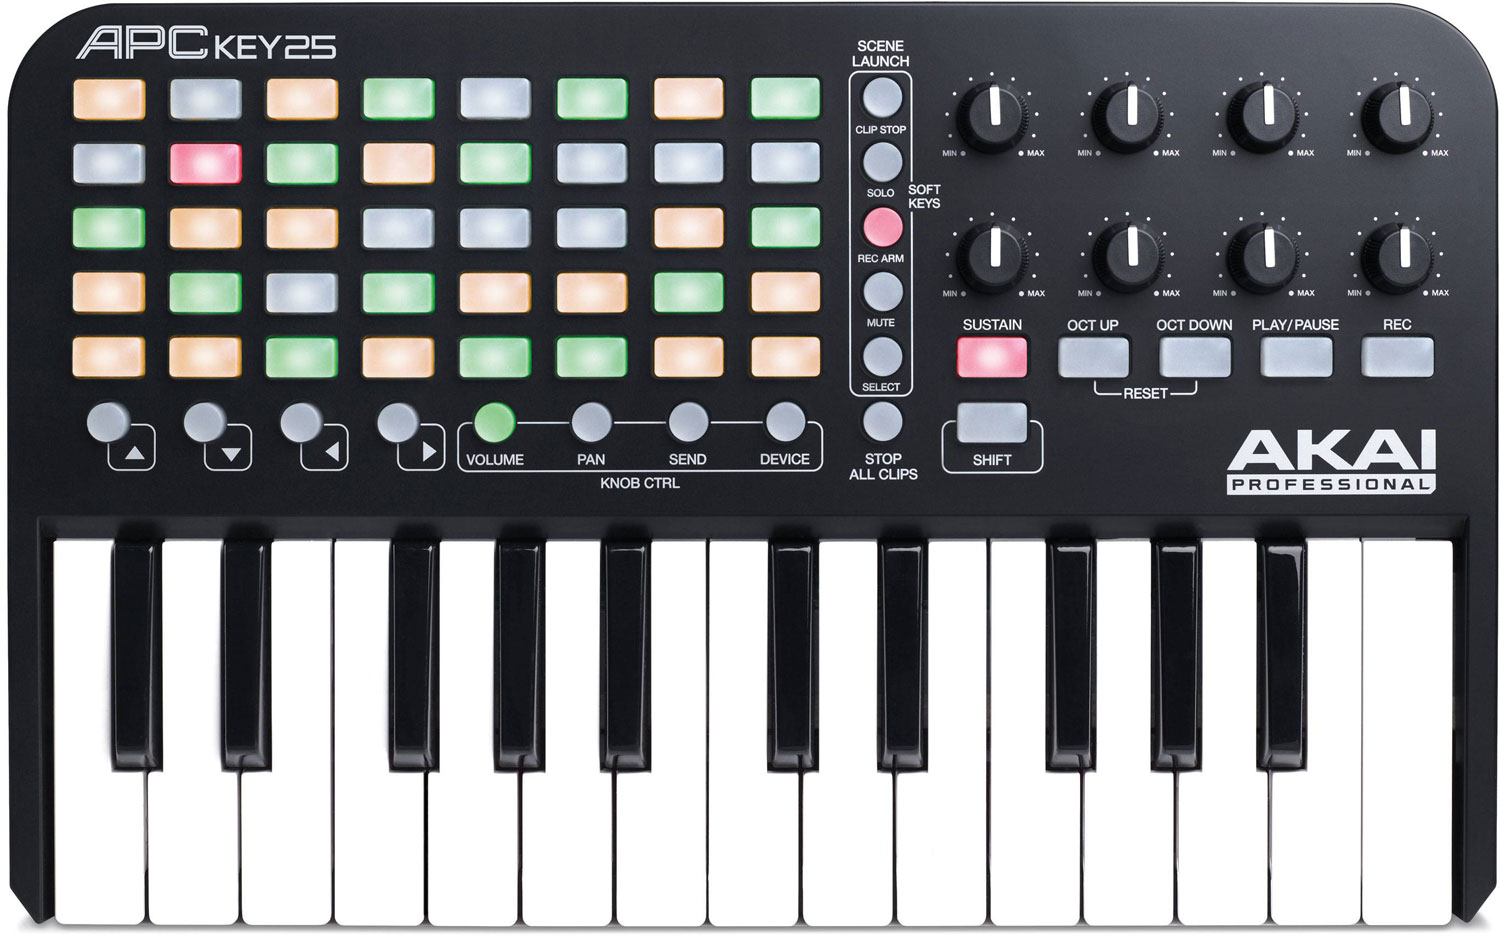 APC KEY25
SCENE
LAUNCH
CLIP STOP
SOLO
SOFT
KEYS
REC ARM
MUTE
SELECT
MIN MAX MIN MAX MIN MAX MIN MAX
MIN MAX MIN MAX MIN MAX MIN MAX
SUSTAIN OCT UP OCT DOWN PLAY/PAUSE REC
RESET
VOLUME PAN SEND DEVICE
KNOB CTRL
STOP
ALL CLIPS
SHIFT
AKAI
PROFESSIONAL